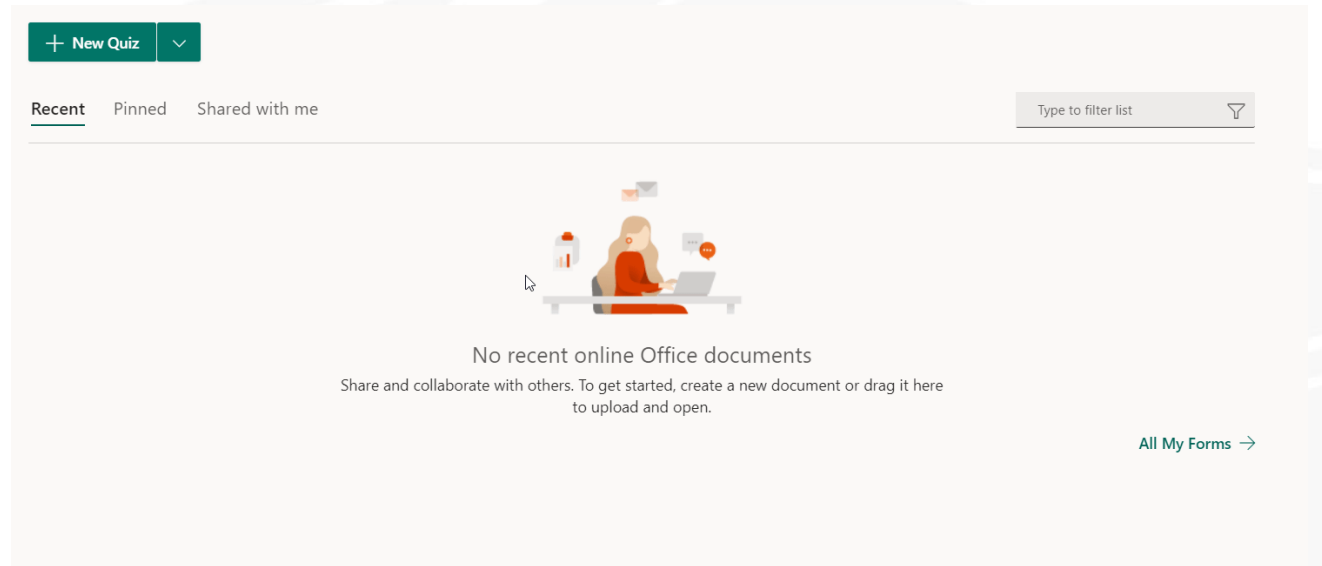 New Quiz
Recent Pinned Shared with me
Type to filter list
No recent online Office documents
Share and collaborate with others. To get started, create a new document or drag it here
to upload and open.
All My Forms